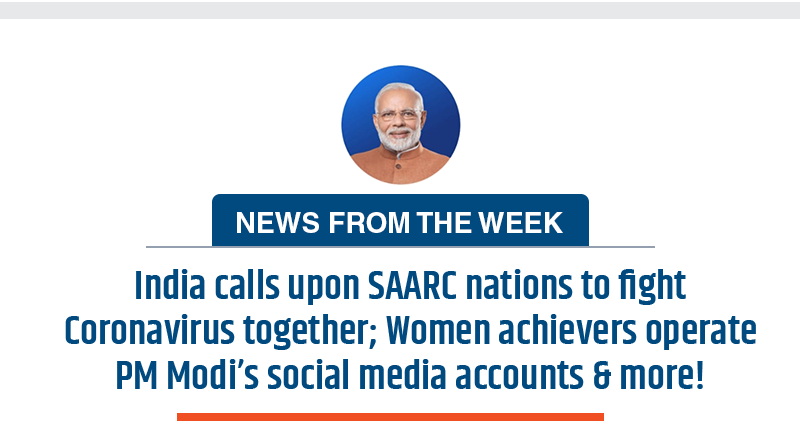 NEWS FROM THE WEEK
India calls upon SAARC nations to fight
Coronavirus together; Women achievers operate
PM Modi’s social media accounts & more!